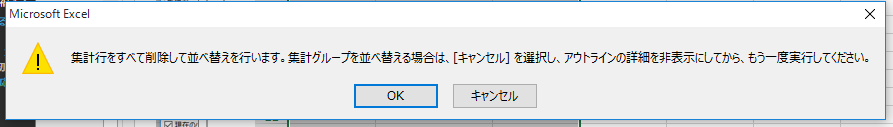 Microsoft Excel
集計行をすべて削除して並べ替えを行います。集計グループを並べ替える場合は、[キャンセル] を選択し、アウトラインの詳細を非表示にしてから、もう一度実行してください。
OK
キャンセル